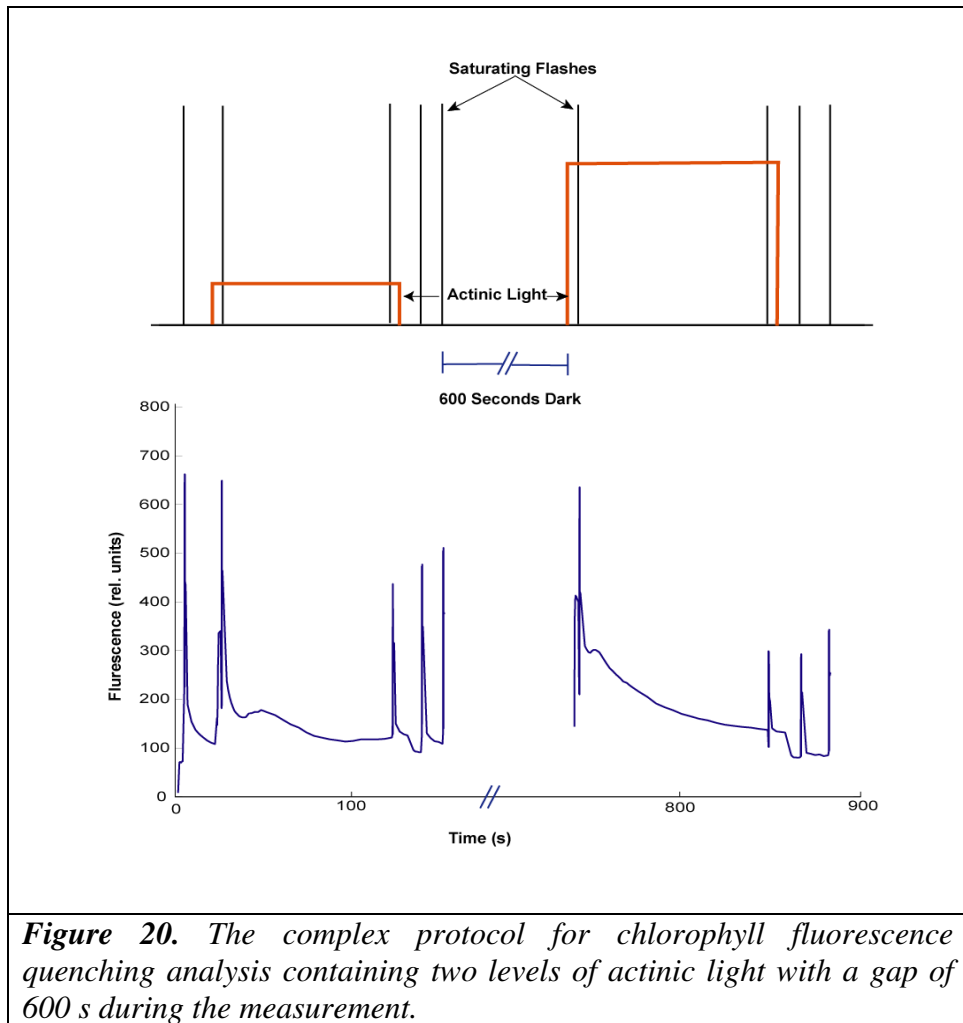 Saturating Flashes
Actinic Light
600 Seconds Dark
800
700
600
500
400
300
200
100
0
Flurescence (rel. units)
0 100 800 900
Time (s)
Figure 20. The complex protocol for chlorophyll fluorescence
quenching analysis containing two levels of actinic light with a gap of
600 s during the measurement.